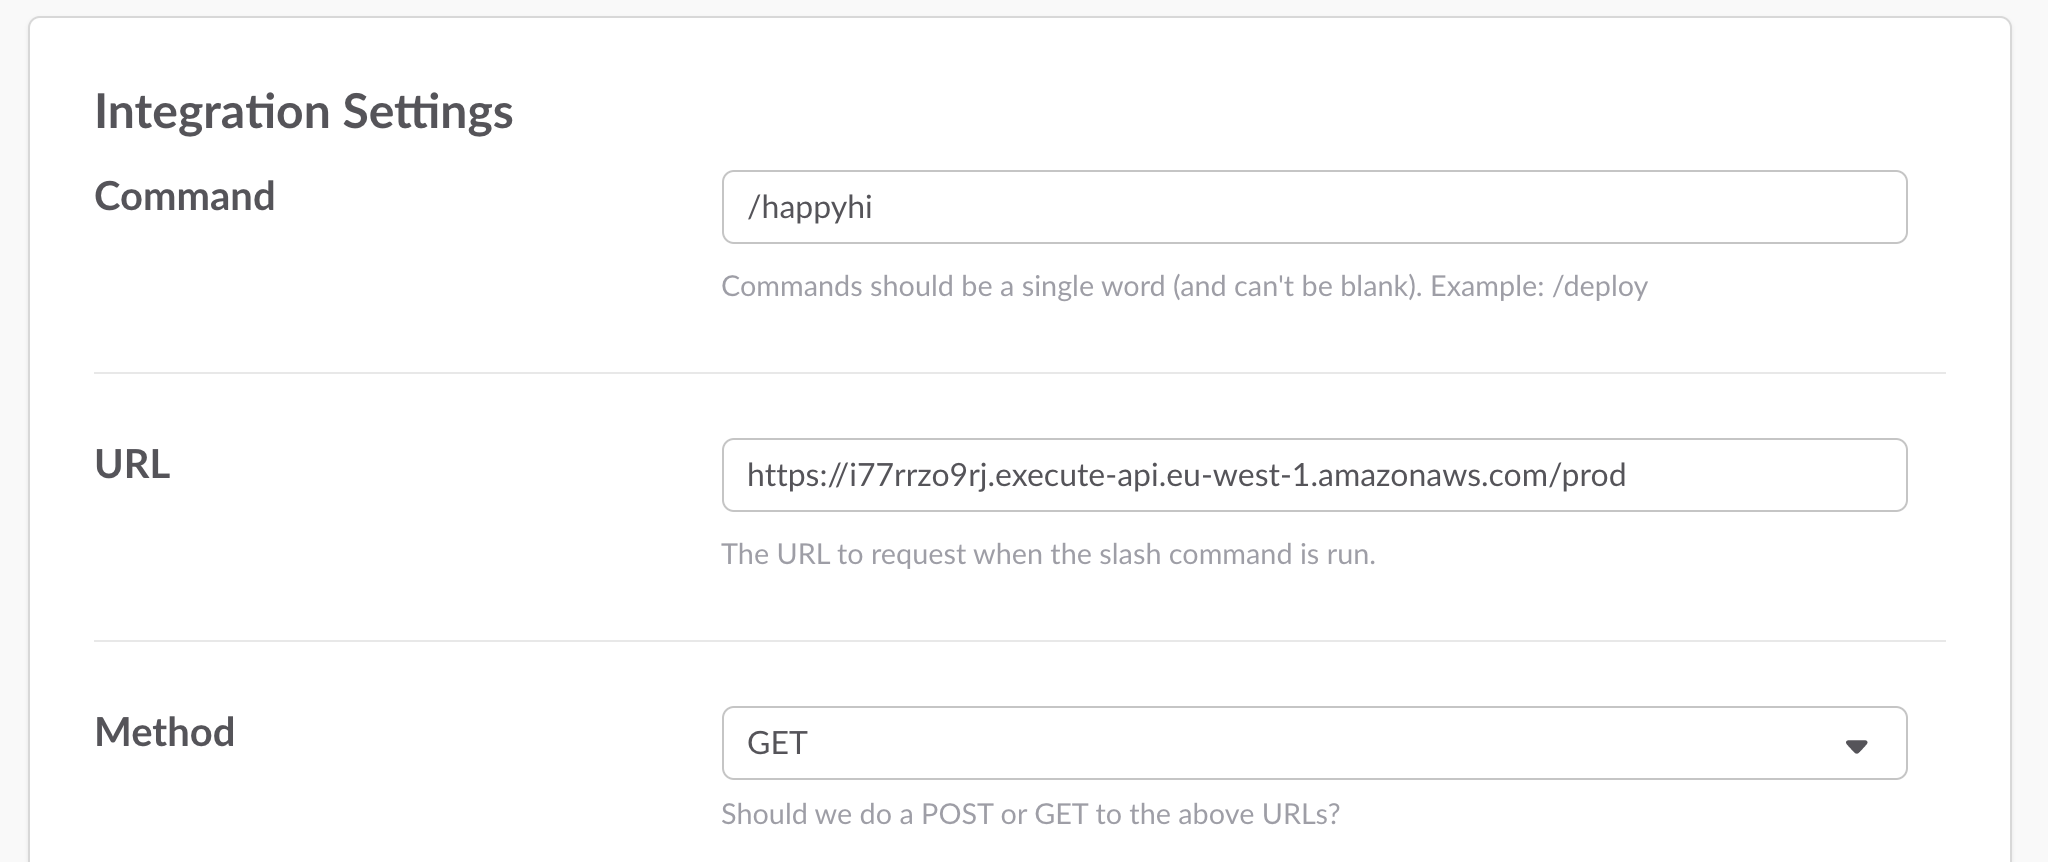 Integration Settings
Command
/happyhi
Commands should be a single word (and can't be blank). Example: /deploy
URL
https://i77rrzo9rj.execute-api.eu-west-1.amazonaws.com/prod
The URL to request when the slash command is run.
Method
GET
Should we do a POST or GET to the above URLs?